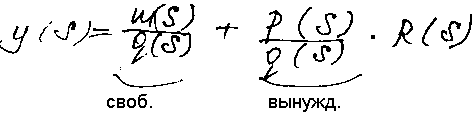 y(s) = m(s)/q(s) + p(s)/q(s) · R(s)
своб. вынужд.